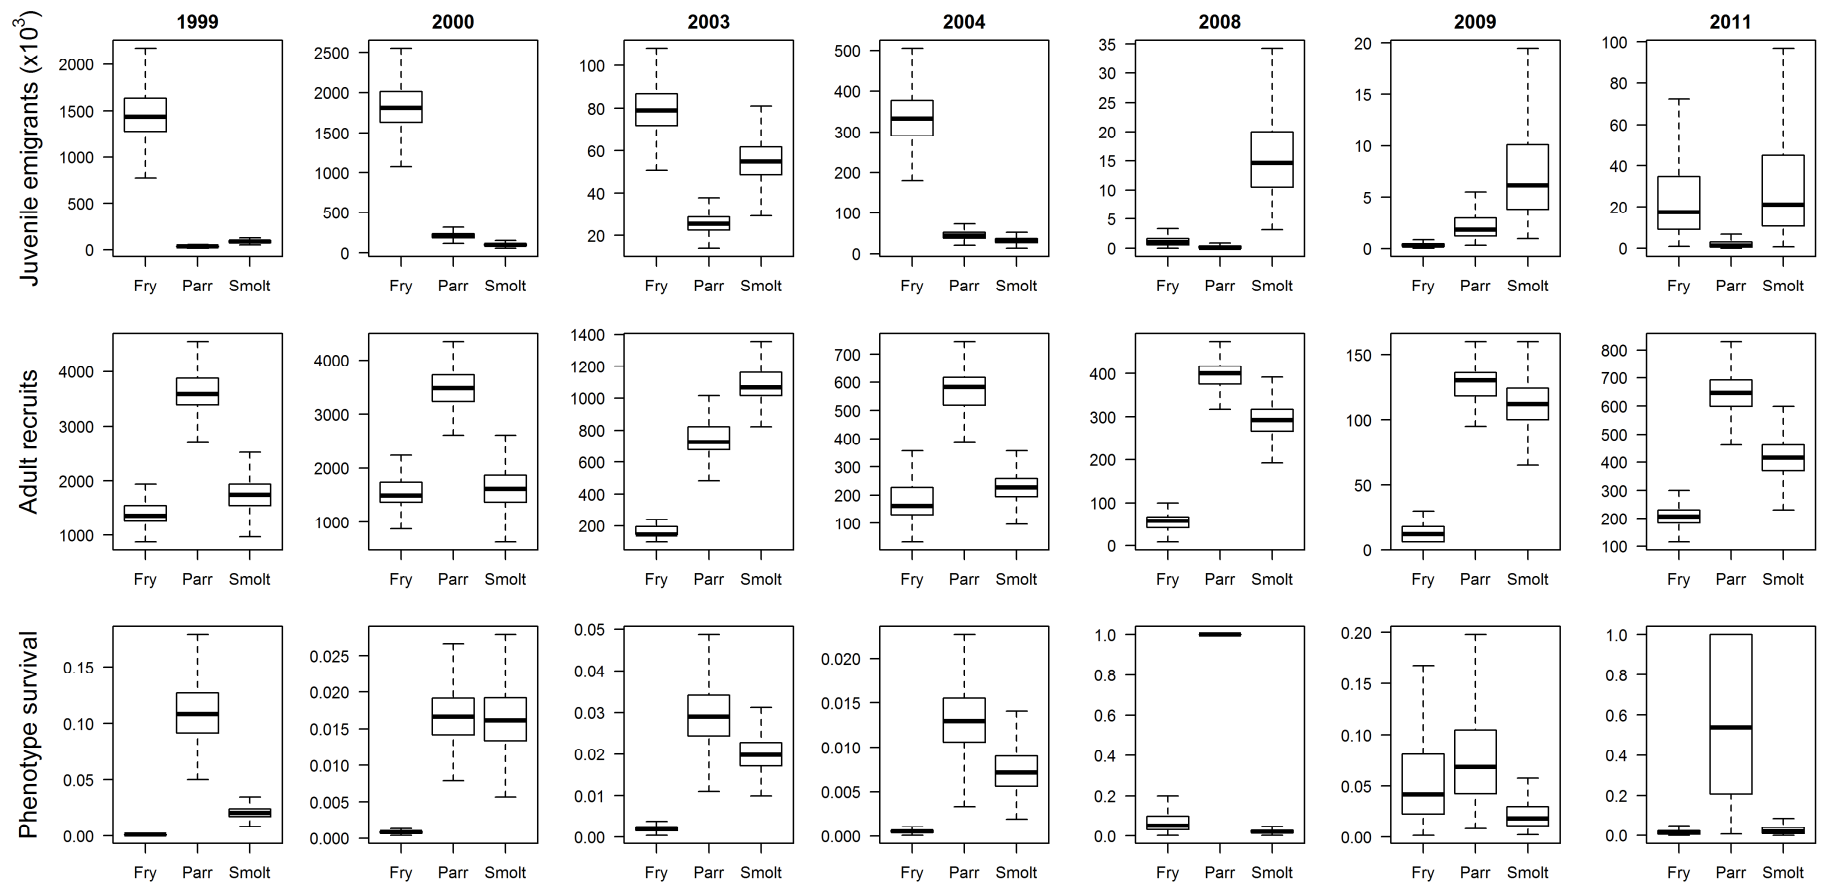 1999 2000 2003 2004 2008 2009 2011
Juvenile emigrants (x10³)
2000 1500 1000 500 0
Fry Parr Smolt
2500 2000 1500 1000 500 0
Fry Parr Smolt
100 80 60 40 20
Fry Parr Smolt
500 400 300 200 100 0
Fry Parr Smolt
35 30 25 20 15 10 5 0
Fry Parr Smolt
20 15 10 5 0
Fry Parr Smolt
100 80 60 40 20 0
Fry Parr Smolt
Adult recruits
4000 3000 2000 1000
Fry Parr Smolt
4000 3000 2000 1000
Fry Parr Smolt
1400 1200 1000 800 600 400 200
Fry Parr Smolt
700 600 500 400 300 200 100
Fry Parr Smolt
400 300 200 100 0
Fry Parr Smolt
150 100 50 0
Fry Parr Smolt
800 700 600 500 400 300 200 100
Fry Parr Smolt
Phenotype survival
0.15 0.10 0.05 0.00
Fry Parr Smolt
0.025 0.020 0.015 0.010 0.005 0.000
Fry Parr Smolt
0.05 0.04 0.03 0.02 0.01 0.00
Fry Parr Smolt
0.020 0.015 0.010 0.005 0.000
Fry Parr Smolt
1.0 0.8 0.6 0.4 0.2 0.0
Fry Parr Smolt
0.20 0.15 0.10 0.05 0.00
Fry Parr Smolt
1.0 0.8 0.6 0.4 0.2 0.0
Fry Parr Smolt